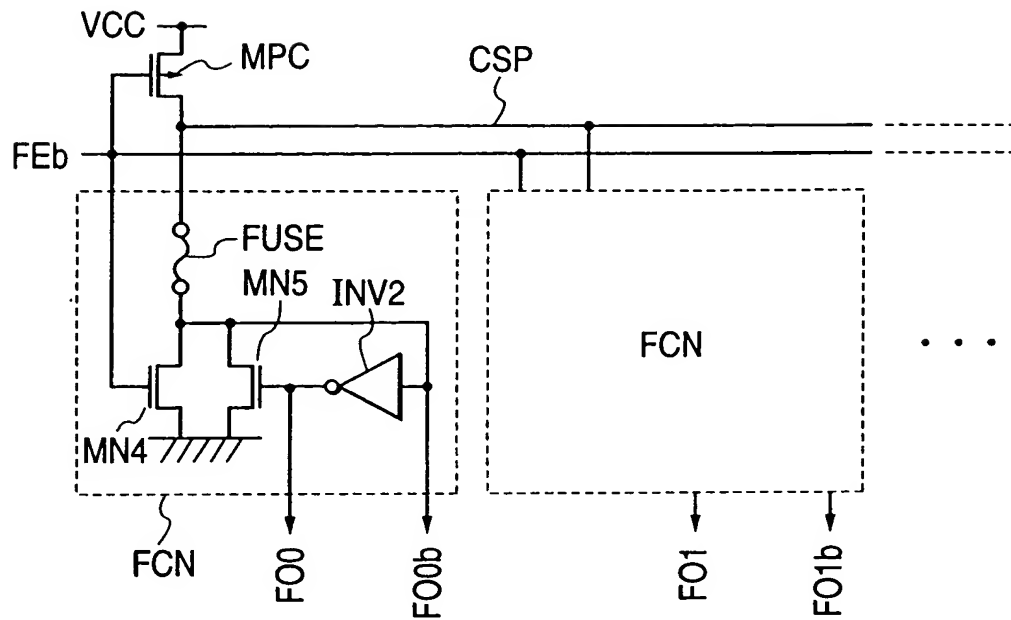 VCC
MPC
CSP
FEb
FUSE
MN5
INV2
FCN
MN4
FCN
FO0
FO0b
FO1
FO1b